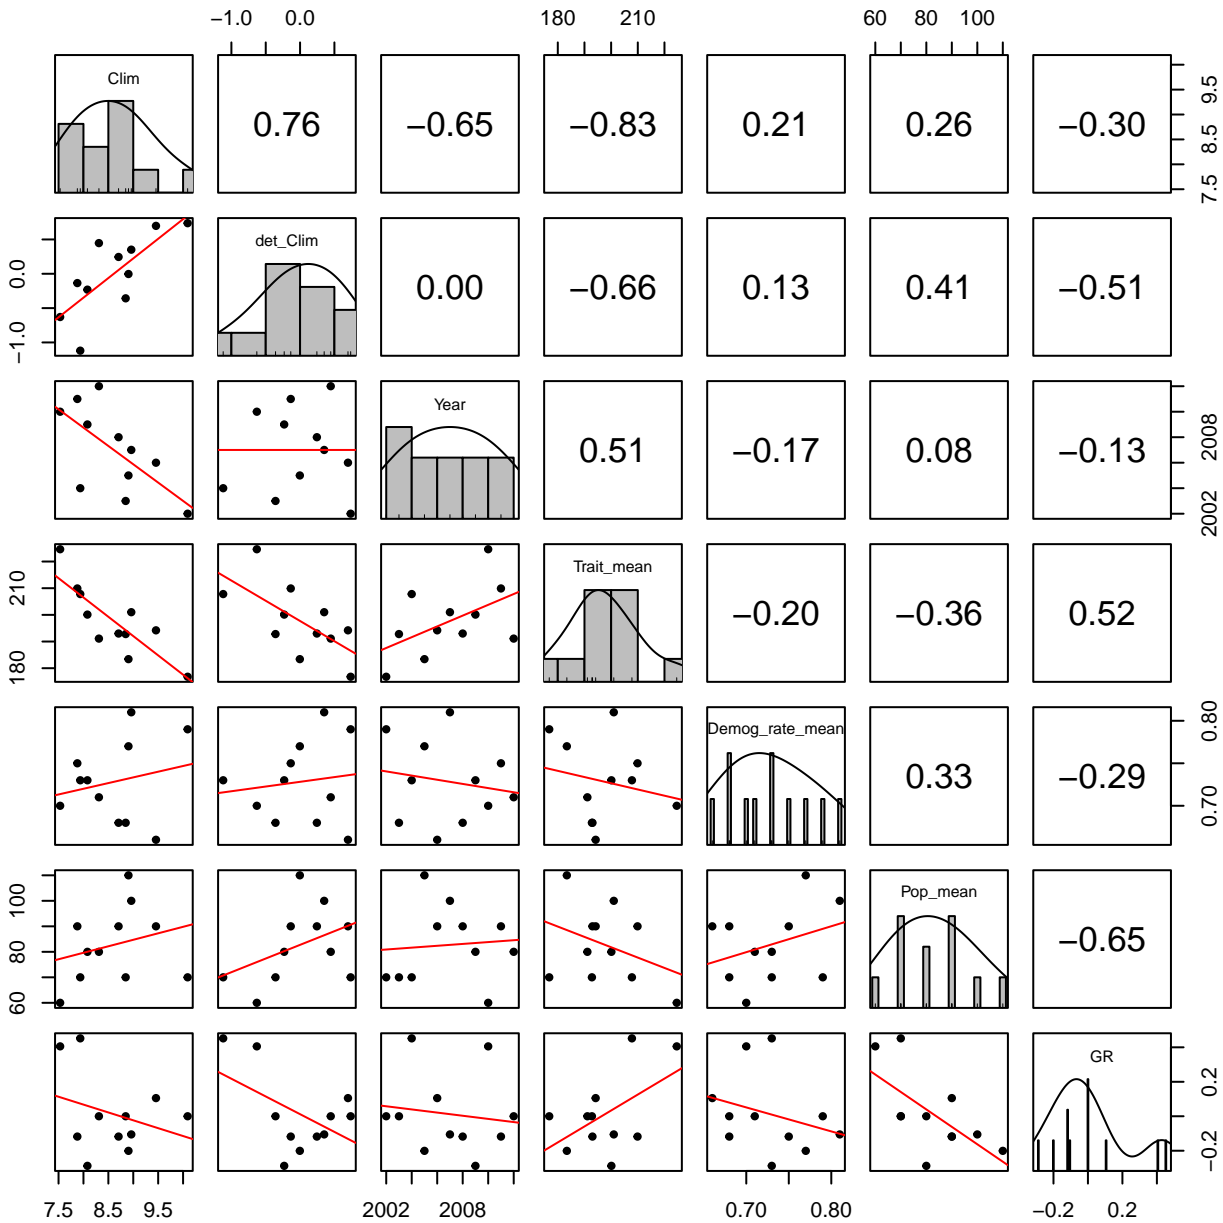 −1.0 0.0 180 210 60 80 100
Clim 0.76 −0.65 −0.83 0.21 0.26 −0.30 7.5 8.5 9.5
−1.0 0.0 det_Clim 0.00 −0.66 0.13 0.41 −0.51
Year 0.51 −0.17 0.08 −0.13 2002 2008
180 210 Trait_mean −0.20 −0.36 0.52
Demog_rate_mean 0.33 −0.29 0.70 0.80
60 80 100 Pop_mean −0.65
GR −0.2 0.2
7.5 8.5 9.5 2002 2008 0.70 0.80 −0.2 0.2